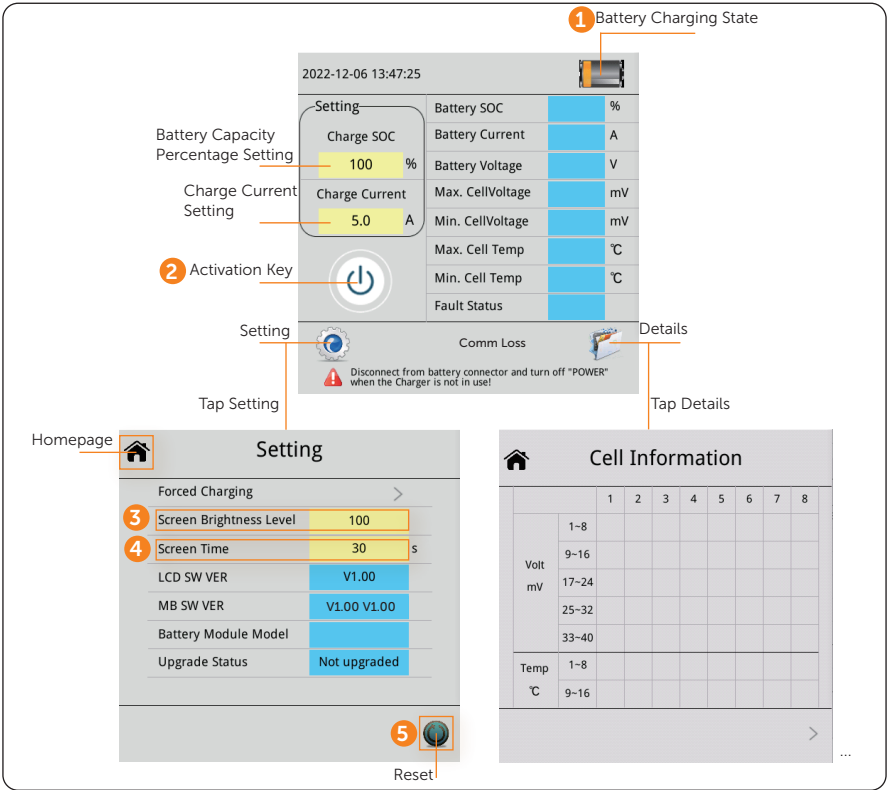 1 Battery Charging State
2022-12-06 13:47:25
Setting
Battery Capacity
Percentage Setting
Charge SOC
100 %
Charge Current
Setting
Charge Current
5.0 A
2 Activation Key
Battery SOC %
Battery Current A
Battery Voltage V
Max. CellVoltage mV
Min. CellVoltage mV
Max. Cell Temp ℃
Min. Cell Temp ℃
Fault Status
Setting
Comm Loss
Details
Disconnect from battery connector and turn off "POWER"
when the Charger is not in use!
Tap Setting
Tap Details
Homepage
Setting
Forced Charging >
3 Screen Brightness Level 100
4 Screen Time 30 s
LCD SW VER V1.00
MB SW VER V1.00 V1.00
Battery Module Model
Upgrade Status Not upgraded
5
Reset
Cell Information
1 2 3 4 5 6 7 8
Volt
mV
1~8
9~16
17~24
25~32
33~40
Temp
℃
1~8
9~16
>
...